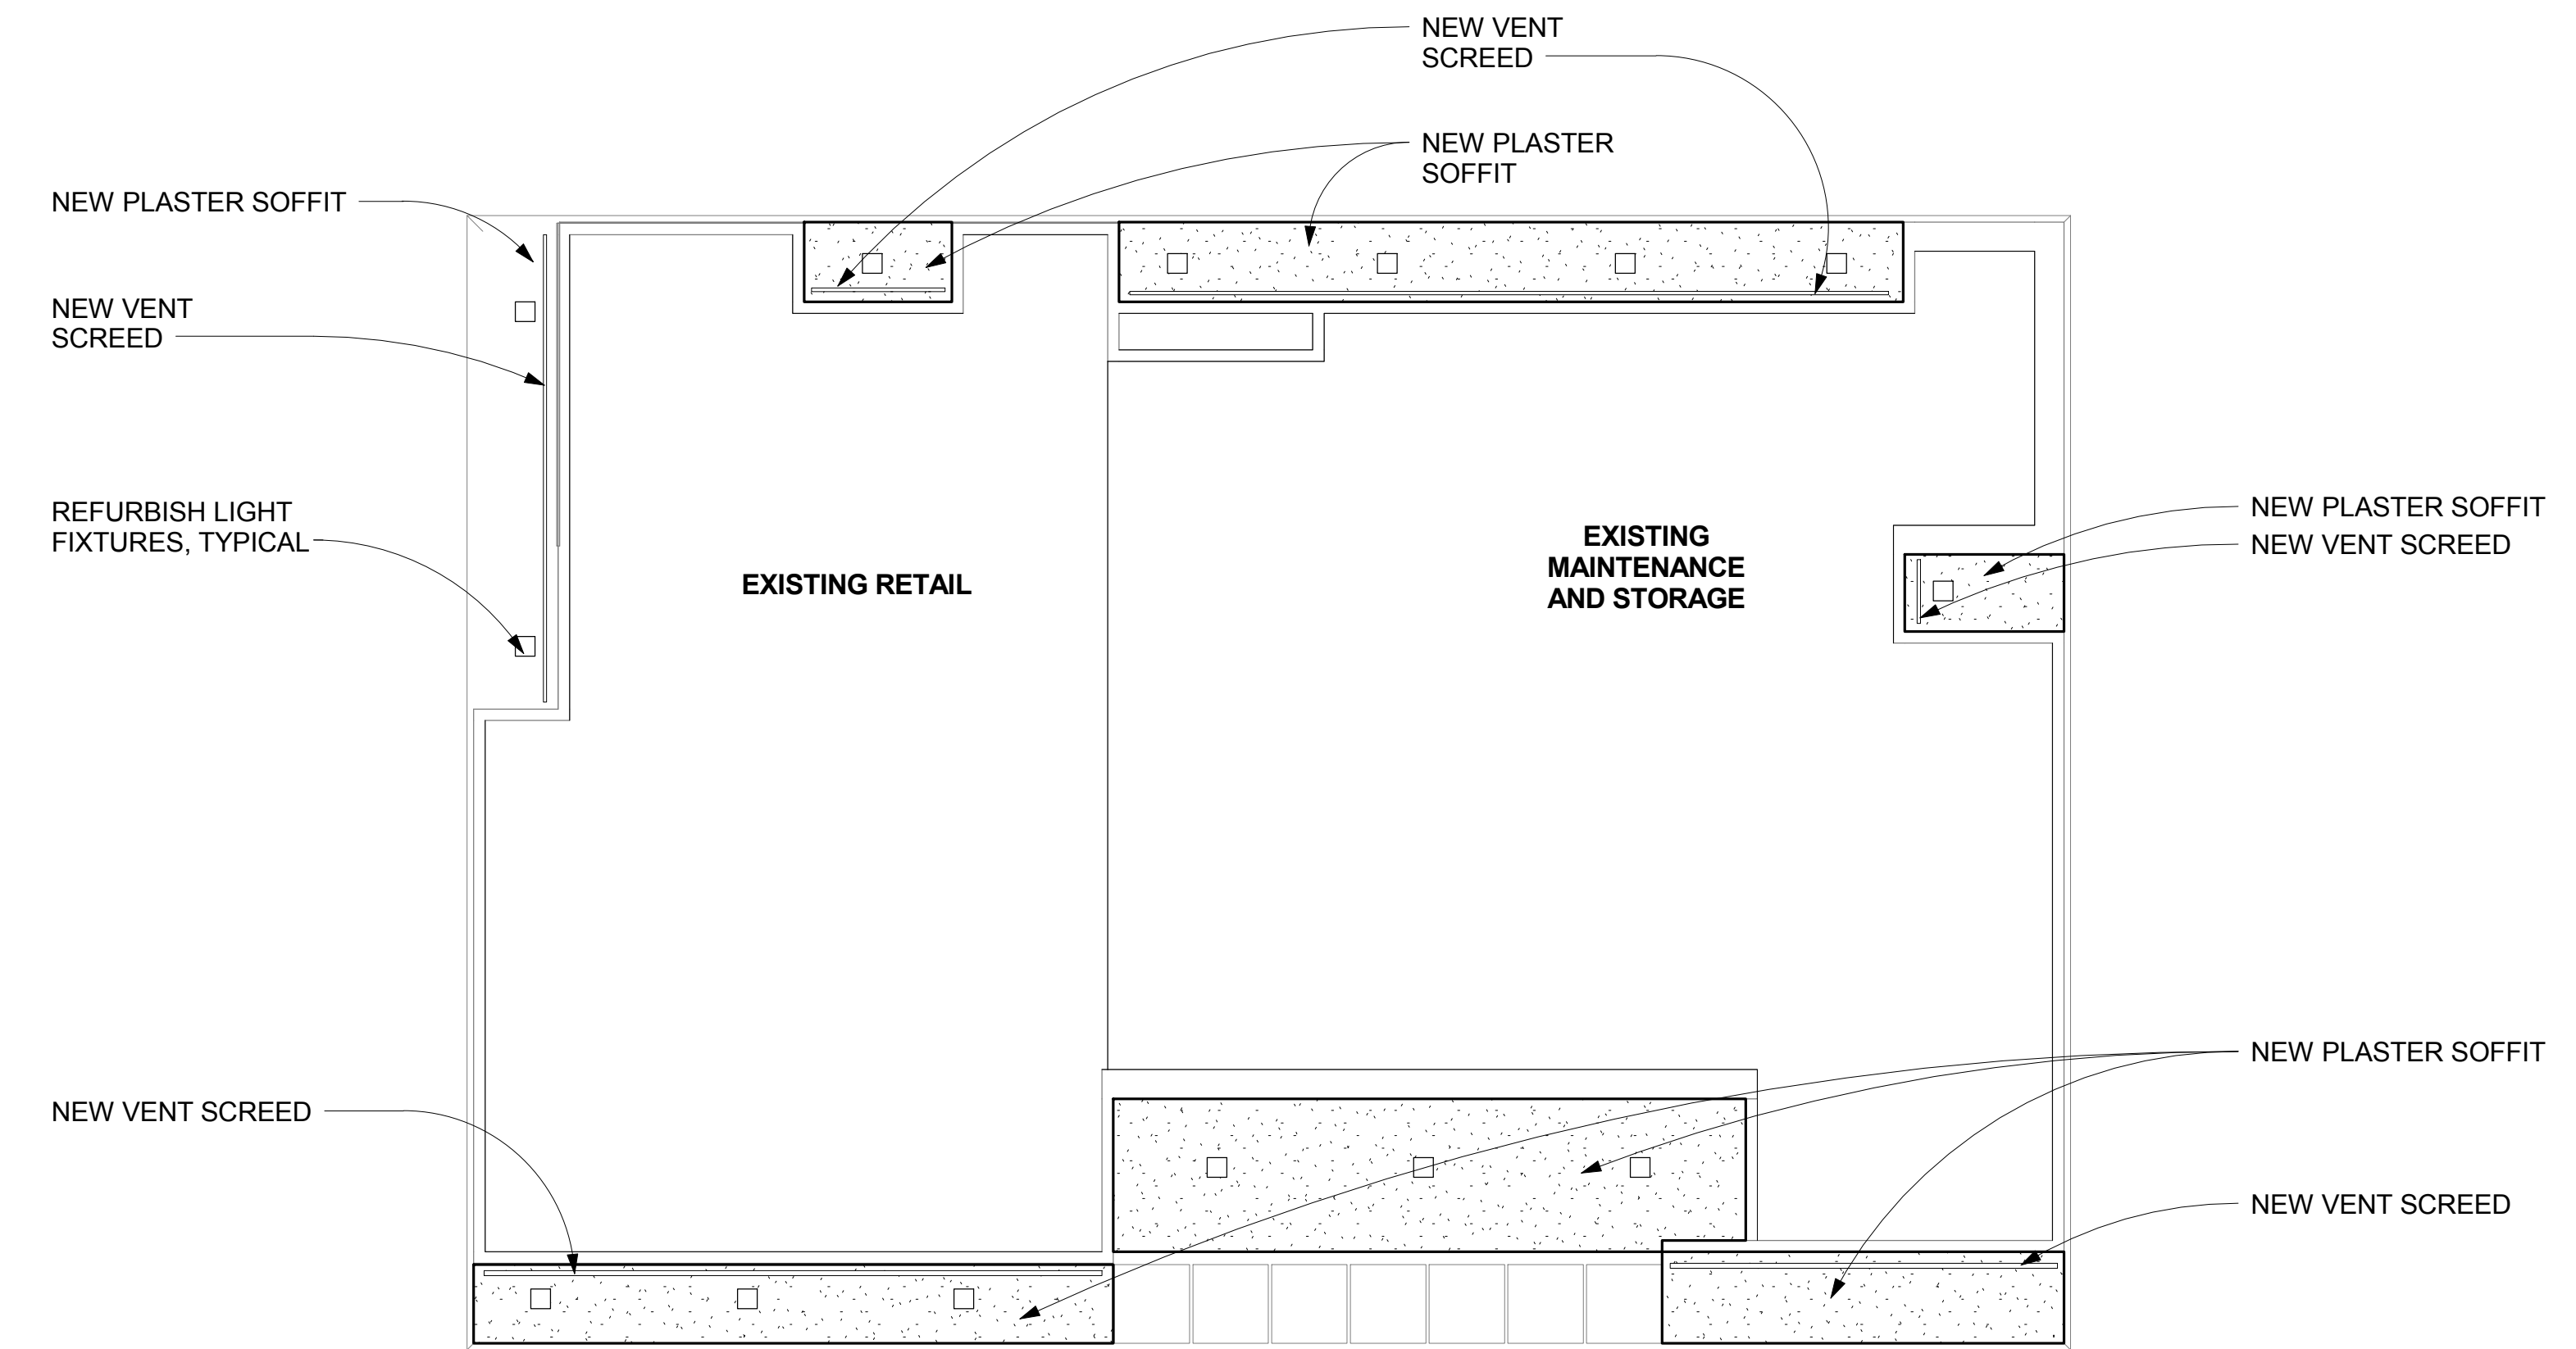 NEW VENT
SCREED
NEW PLASTER
SOFFIT
NEW PLASTER SOFFIT
NEW VENT
SCREED
REFURBISH LIGHT
FIXTURES, TYPICAL
EXISTING RETAIL
EXISTING
MAINTENANCE
AND STORAGE
NEW PLASTER SOFFIT
NEW VENT SCREED
NEW PLASTER SOFFIT
NEW VENT SCREED
NEW VENT SCREED